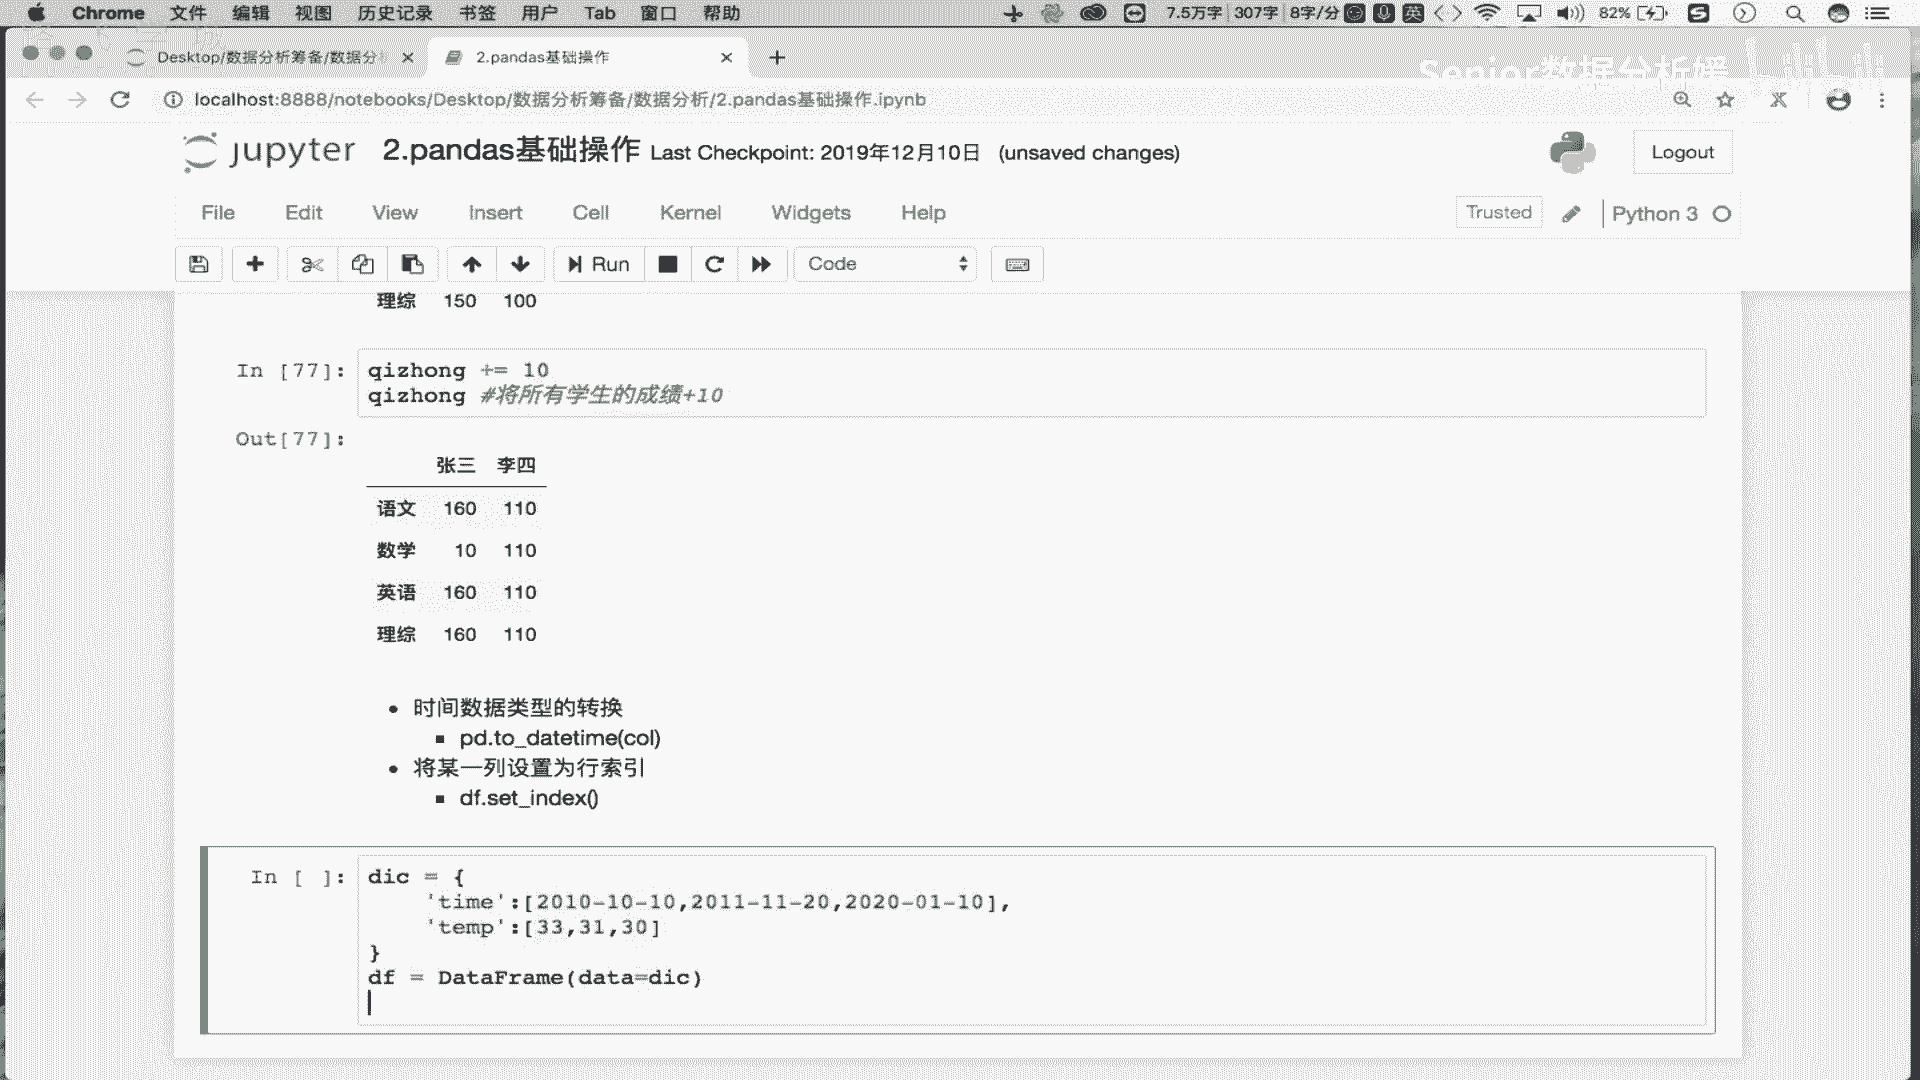 Chrome 文件 编辑 视图 历史记录 书签 用户 Tab 窗口 帮助 7.5万字 307字 8字/分 英 82%
Desktop/数据分析筹备/数据分析 2.pandas基础操作
Senior数据分析媛 bilibili
localhost:8888/notebooks/Desktop/数据分析筹备/数据分析/2.pandas基础操作.ipynb
jupyter 2.pandas基础操作 Last Checkpoint: 2019年12月10日 (unsaved changes) Logout
File Edit View Insert Cell Kernel Widgets Help Trusted Python 3
Run Code
理综 150 100
In [77]: qizhong += 10
qizhong #将所有学生的成绩+10
Out[77]:
张三 李四
语文 160 110
数学 10 110
英语 160 110
理综 160 110
• 时间数据类型的转换
▪ pd.to_datetime(col)
• 将某一列设置为行索引
▪ df.set_index()
In [ ]: dic = {
'time':[2010-10-10,2011-11-20,2020-01-10],
'temp':[33,31,30]
}
df = DataFrame(data=dic)